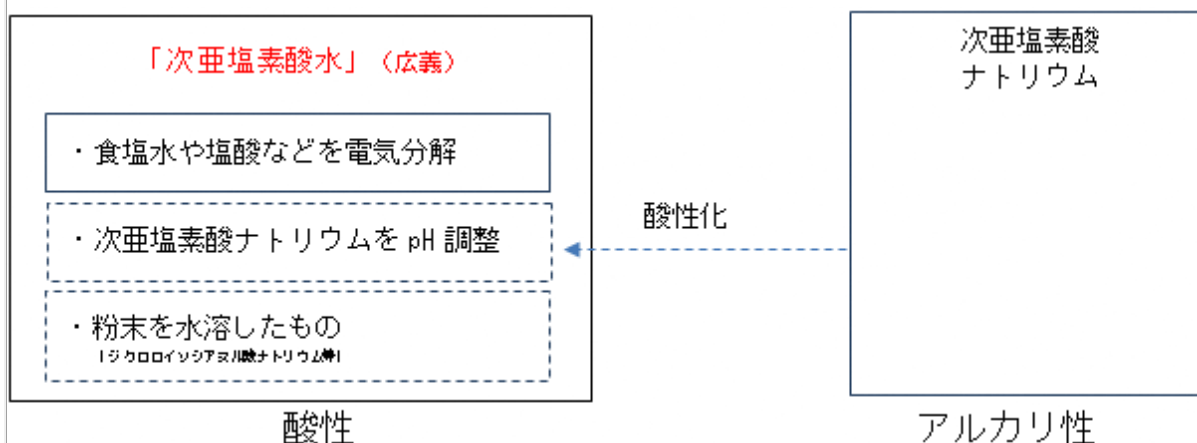 「次亜塩素酸水」（広義）
・食塩水や塩酸などを電気分解
・次亜塩素酸ナトリウムを pH 調整
・粉末を水溶したもの
（ジクロロイソシアヌル酸ナトリウム等）
酸性
酸性化
次亜塩素酸
ナトリウム
アルカリ性